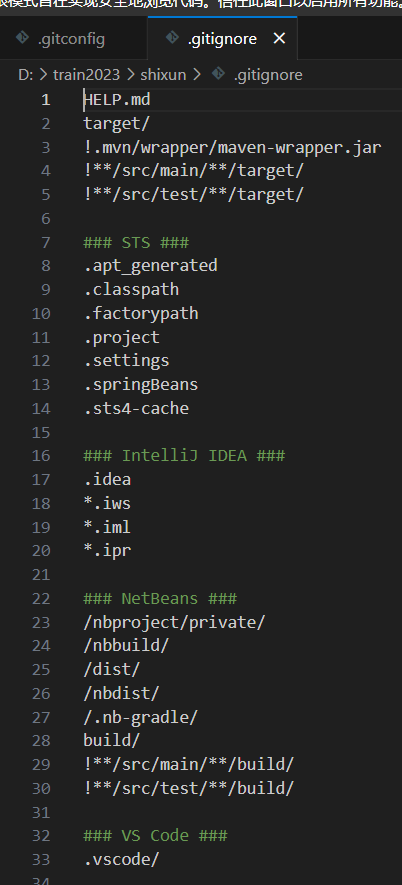 限模式旨在实现安全地浏览代码。信任此窗口以启用所有功能。
.gitconfig
.gitignore
D: > train2023 > shixun > .gitignore
1 HELP.md
2 target/
3 !.mvn/wrapper/maven-wrapper.jar
4 !**/src/main/**/target/
5 !**/src/test/**/target/
6
7 ### STS ###
8 .apt_generated
9 .classpath
10 .factorypath
11 .project
12 .settings
13 .springBeans
14 .sts4-cache
15
16 ### IntelliJ IDEA ###
17 .idea
18 *.iws
19 *.iml
20 *.ipr
21
22 ### NetBeans ###
23 /nbproject/private/
24 /nbbuild/
25 /dist/
26 /nbdist/
27 /.nb-gradle/
28 build/
29 !**/src/main/**/build/
30 !**/src/test/**/build/
31
32 ### VS Code ###
33 .vscode/
34